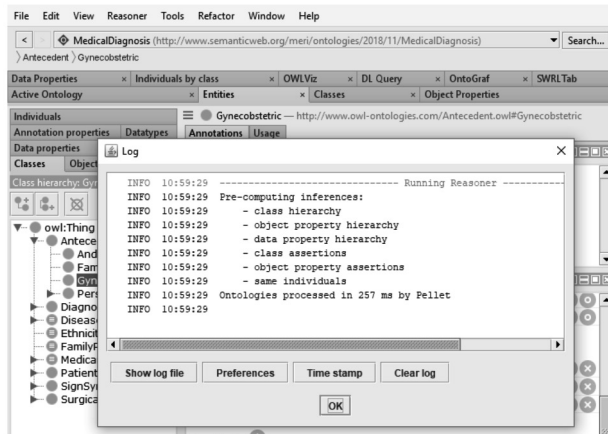 File Edit View Reasoner Tools Refactor Window Help
< > MedicalDiagnosis (http://www.semanticweb.org/meri/ontologies/2018/11/MedicalDiagnosis) Search...
〉Antecedent 〉Gynecobstetric
Data Properties × Individuals by class × OWLViz × DL Query × OntoGraf × SWRLTab
Active Ontology × Entities × Classes × Object Properties
Individuals
Gynecobstetric — http://www.owl-ontologies.com/Antecedent.owl#Gynecobstetric
Annotation properties Datatypes
Annotations Usage
Data properties
Classes Object
Class hierarchy: Gyn
owl:Thing
Antece
And
Fam
Gyn
Pers
Diagno
Diseas
Ethnicit
FamilyP
Medica
Patient
SignSy
Surgica
Log
INFO 10:59:29 ------------------------------- Running Reasoner -----------
INFO 10:59:29 Pre-computing inferences:
INFO 10:59:29 - class hierarchy
INFO 10:59:29 - object property hierarchy
INFO 10:59:29 - data property hierarchy
INFO 10:59:29 - class assertions
INFO 10:59:29 - object property assertions
INFO 10:59:29 - same individuals
INFO 10:59:29 Ontologies processed in 257 ms by Pellet
INFO 10:59:29
Show log file Preferences Time stamp Clear log
OK